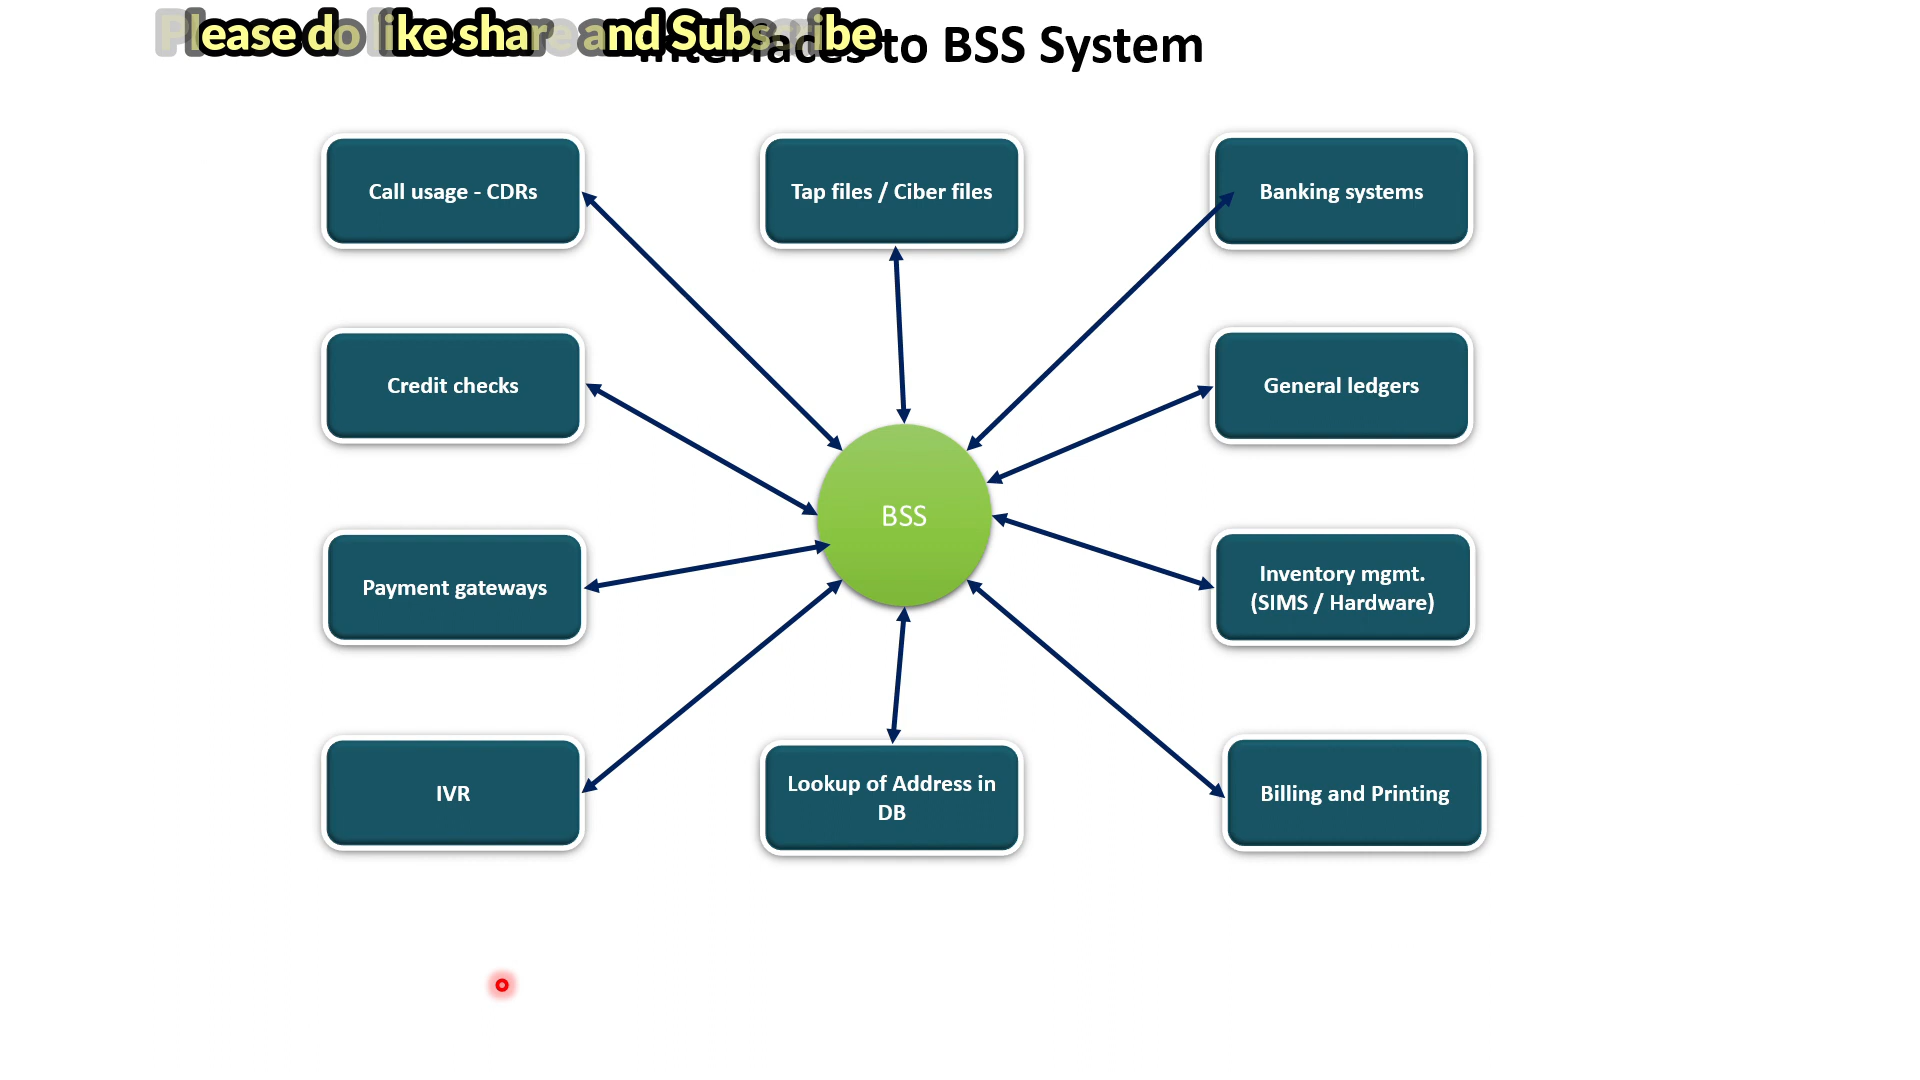 Please do like share and Subscribe
Interfaces to BSS System
Call usage - CDRs
Tap files / Ciber files
Banking systems
Credit checks
General ledgers
BSS
Payment gateways
Inventory mgmt.
(SIMS / Hardware)
IVR
Lookup of Address in
DB
Billing and Printing